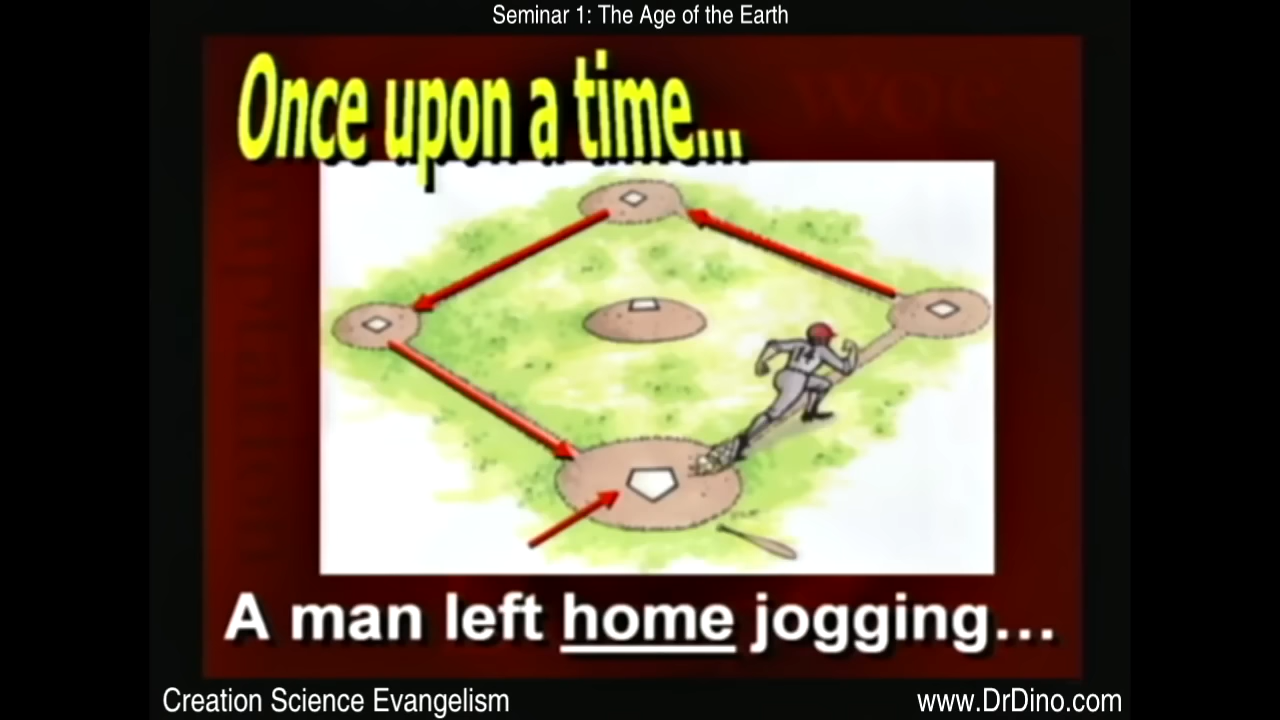 Seminar 1: The Age of the Earth
Once upon a time...
14
A man left home jogging...
Creation Science Evangelism
www.DrDino.com